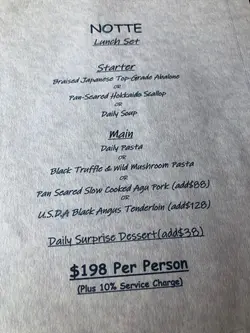 NOTTE
Lunch Set
Starter
Braised Japanese Top-Grade Abalone
OR
Pan-Seared Hokkaido Scallop
OR
Daily Soup
Main
Daily Pasta
OR
Black Truffle & Wild Mushroom Pasta
OR
Pan Seared Slow Cooked Agu Pork (add$88)
OR
U.S.D.A Black Angus Tenderloin (add$128)
Daily Surprise Dessert(add$38)
$198 Per Person
(Plus 10% Service Charge)